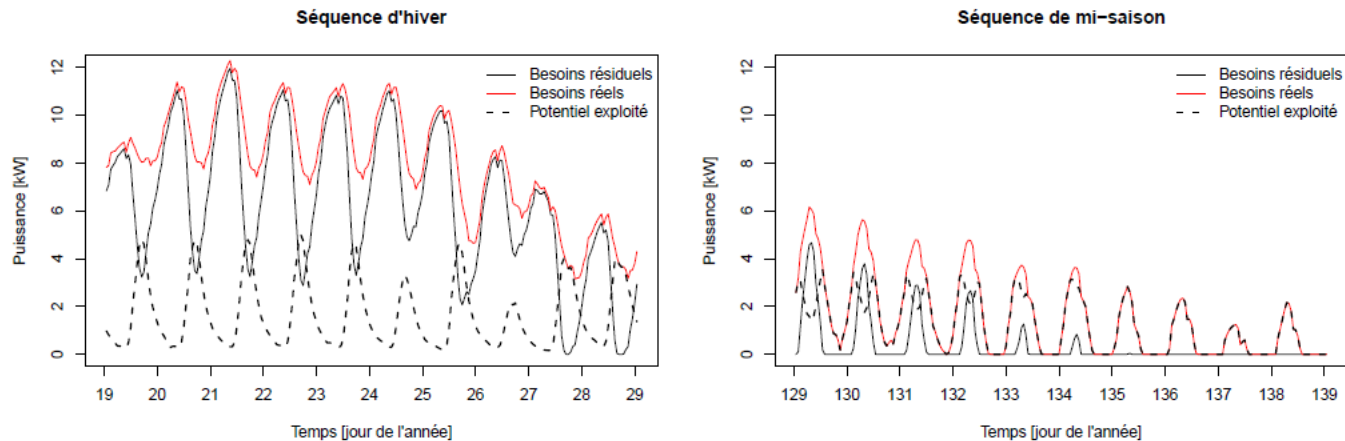 Séquence d'hiver
Puissance [kW]
12
10
8
6
4
2
0
Besoins résiduels
Besoins réels
Potentiel exploité
19 20 21 22 23 24 25 26 27 28 29
Temps [jour de l'année]
Séquence de mi−saison
Puissance [kW]
12
10
8
6
4
2
0
Besoins résiduels
Besoins réels
Potentiel exploité
129 130 131 132 133 134 135 136 137 138 139
Temps [jour de l'année]